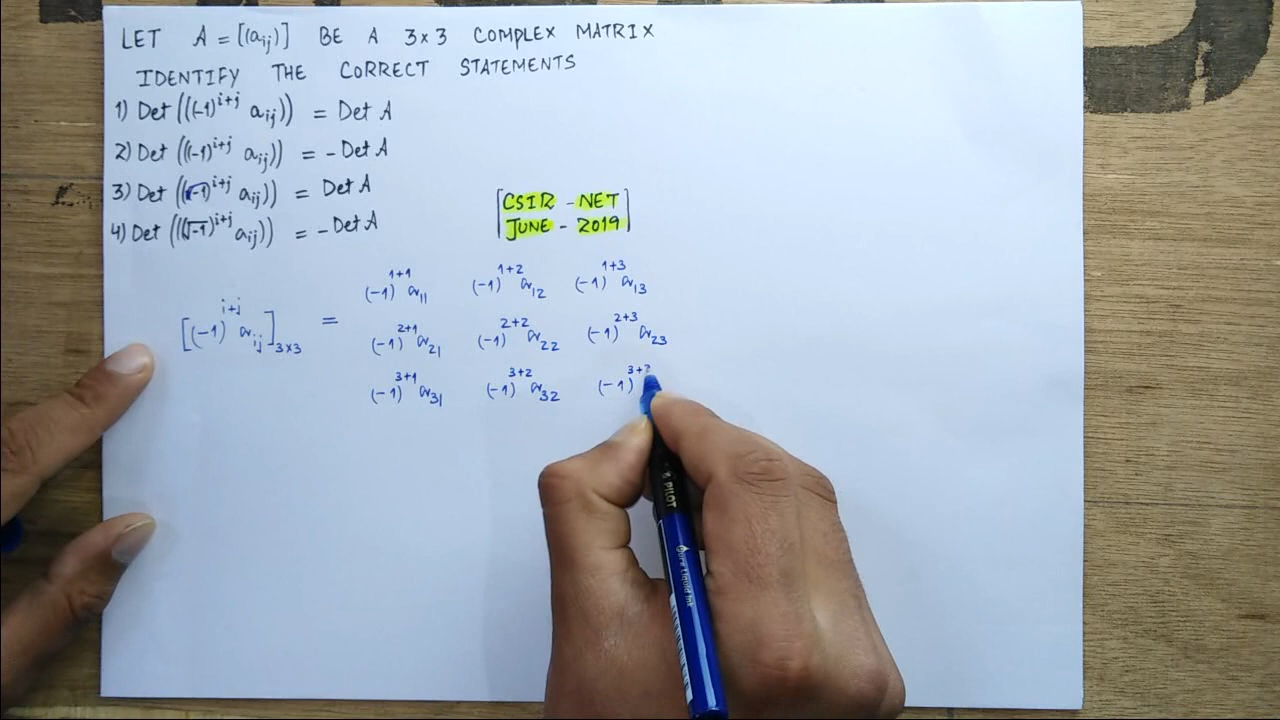 LET A = [(aij)] BE A 3×3 COMPLEX MATRIX
IDENTIFY THE CORRECT STATEMENTS
1) Det (((-1)^i+j aij)) = Det A
2) Det (((-1)^i+j aij)) = - Det A
3) Det (((√-1)^i+j aij)) = Det A
4) Det (((√-1)^i+j aij)) = - Det A
[CSIR - NET
JUNE - 2019]
[(-1)^i+j aij]3×3 =
(-1)^1+1 a11 (-1)^1+2 a12 (-1)^1+3 a13
(-1)^2+1 a21 (-1)^2+2 a22 (-1)^2+3 a23
(-1)^3+1 a31 (-1)^3+2 a32 (-1)^3+
PILOT
Pure Liquid Ink